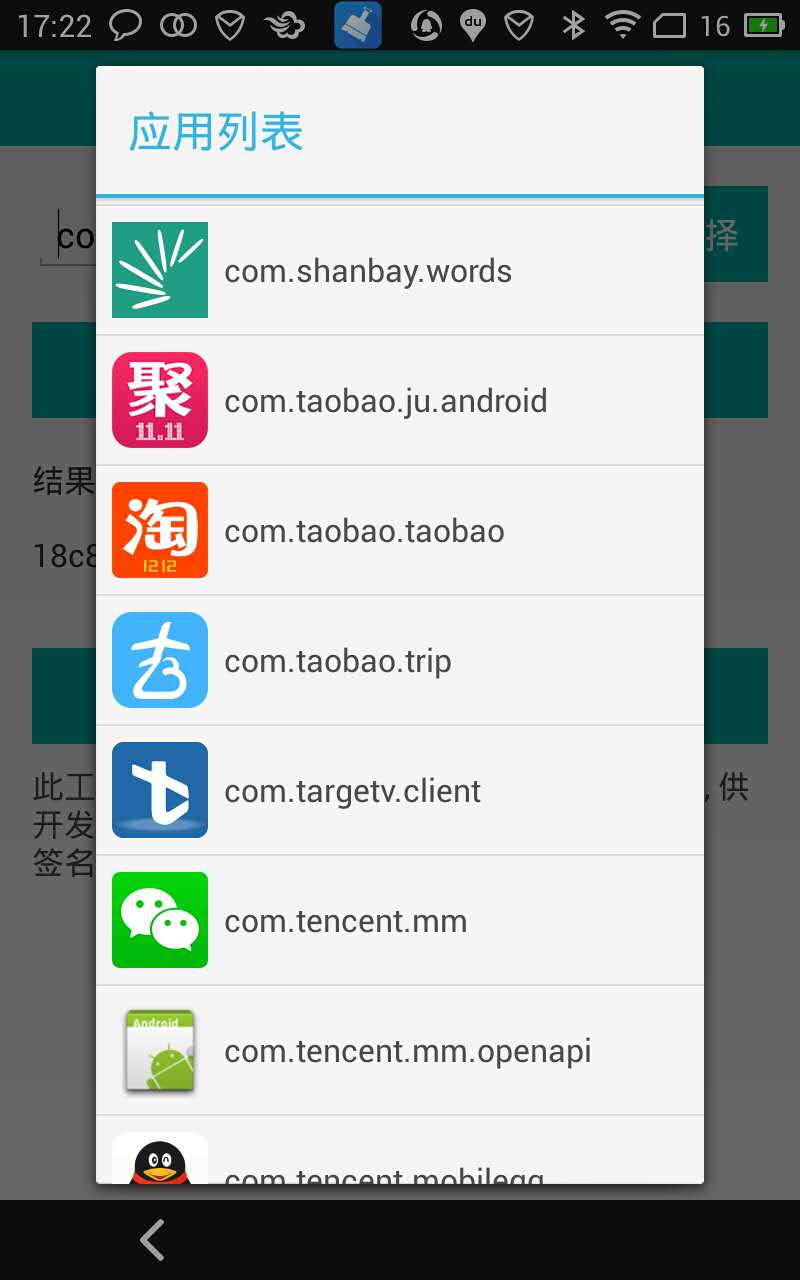 17:22
du
16
应用列表
co
择
com.shanbay.words
聚
11.11
com.taobao.ju.android
结果
淘
1212
com.taobao.taobao
18c8
去
com.taobao.trip
com.targetv.client
此工
, 供
开发
签名
com.tencent.mm
Android
com.tencent.mm.openapi
com.tencent.mobileqq